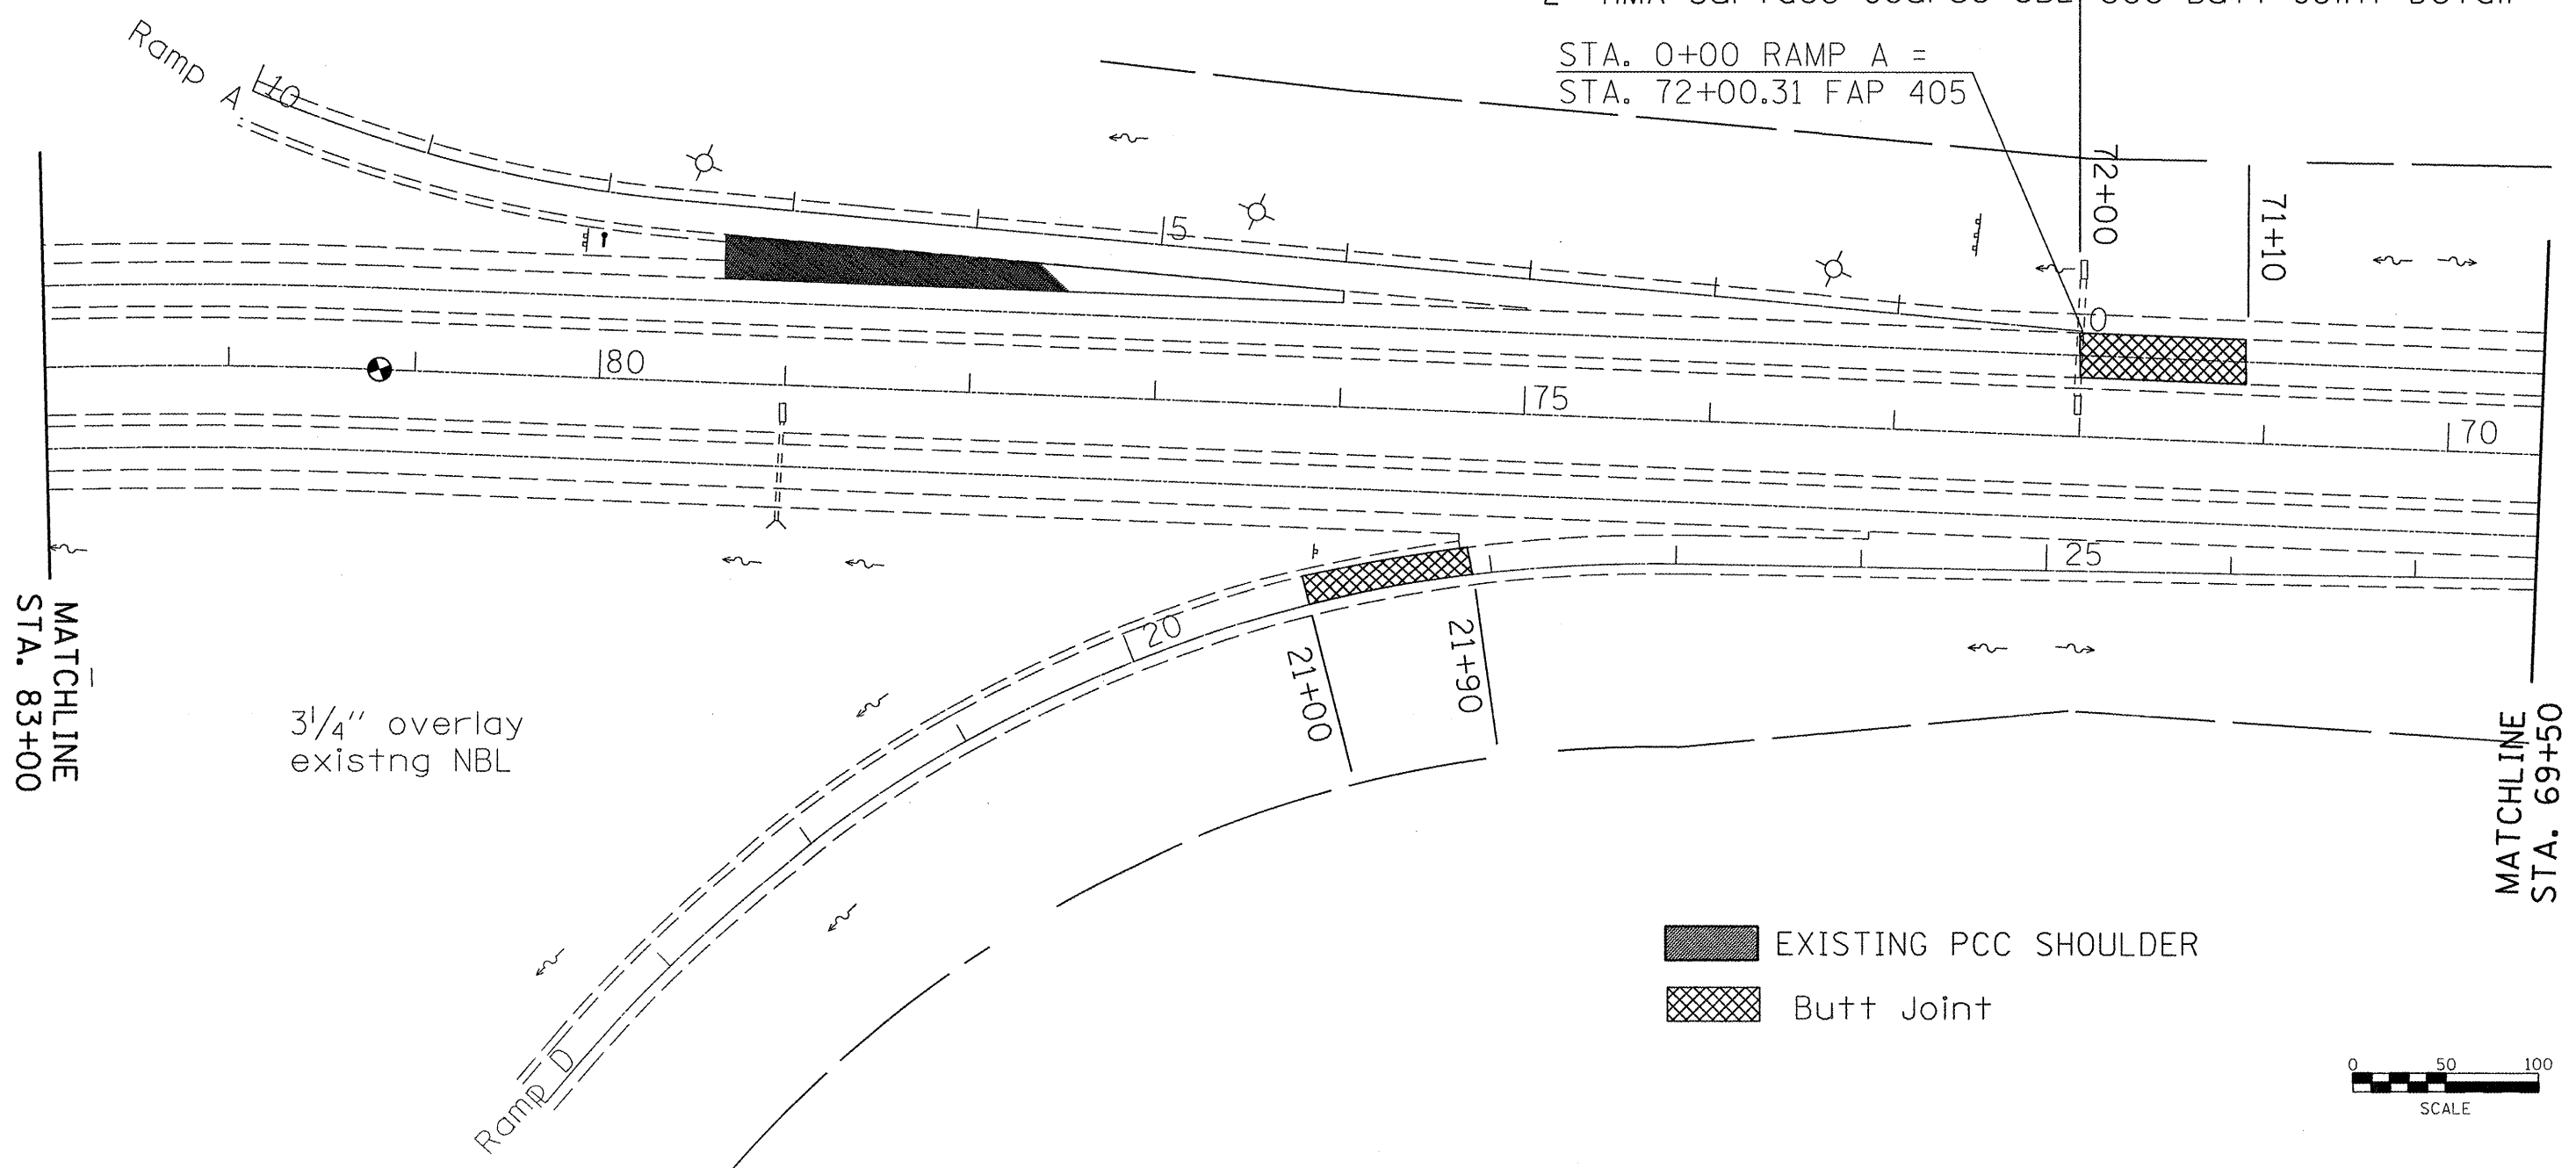 STA. 0+00 RAMP A =
STA. 72+00.31 FAP 405
Ramp A
10
5
72+00
71+10
0
80
75
70
25
20
21+00
21+90
MATCHLINE
STA. 83+00
3 1/4" overlay
existng NBL
MATCHLINE
STA. 69+50
Ramp D
EXISTING PCC SHOULDER
Butt Joint
0 50 100
SCALE